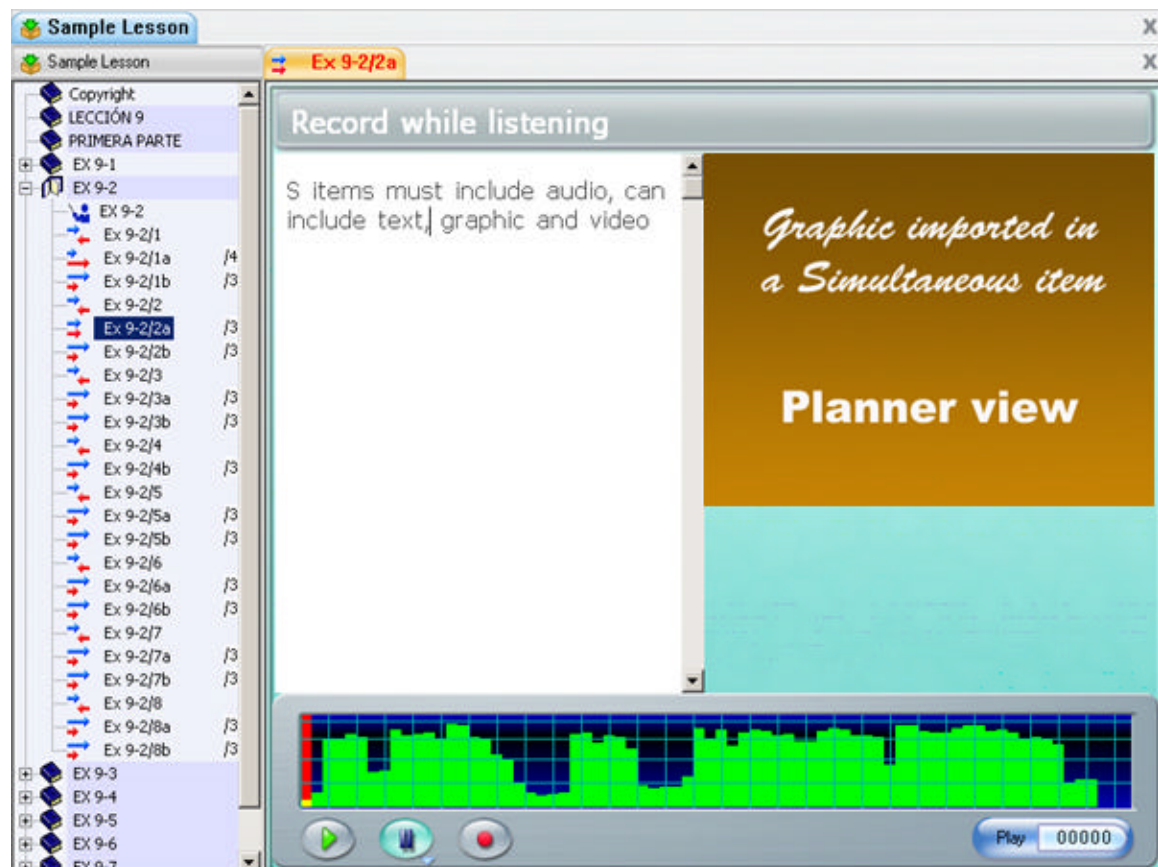 Sample Lesson
X
Sample Lesson
Ex 9-2/2a
X
Copyright
LECCIÓN 9
PRIMERA PARTE
EX 9-1
EX 9-2
EX 9-2
Ex 9-2/1
Ex 9-2/1a /4
Ex 9-2/1b /3
Ex 9-2/2
Ex 9-2/2a /3
Ex 9-2/2b /3
Ex 9-2/3
Ex 9-2/3a /3
Ex 9-2/3b /3
Ex 9-2/4
Ex 9-2/4b /3
Ex 9-2/5
Ex 9-2/5a /3
Ex 9-2/5b /3
Ex 9-2/6
Ex 9-2/6a /3
Ex 9-2/6b /3
Ex 9-2/7
Ex 9-2/7a /3
Ex 9-2/7b /3
Ex 9-2/8
Ex 9-2/8a /3
Ex 9-2/8b /3
EX 9-3
EX 9-4
EX 9-5
EX 9-6
EX 9-7
Record while listening
S items must include audio, can
include text, graphic and video
Graphic imported in
a Simultaneous item
Planner view
Play 00000